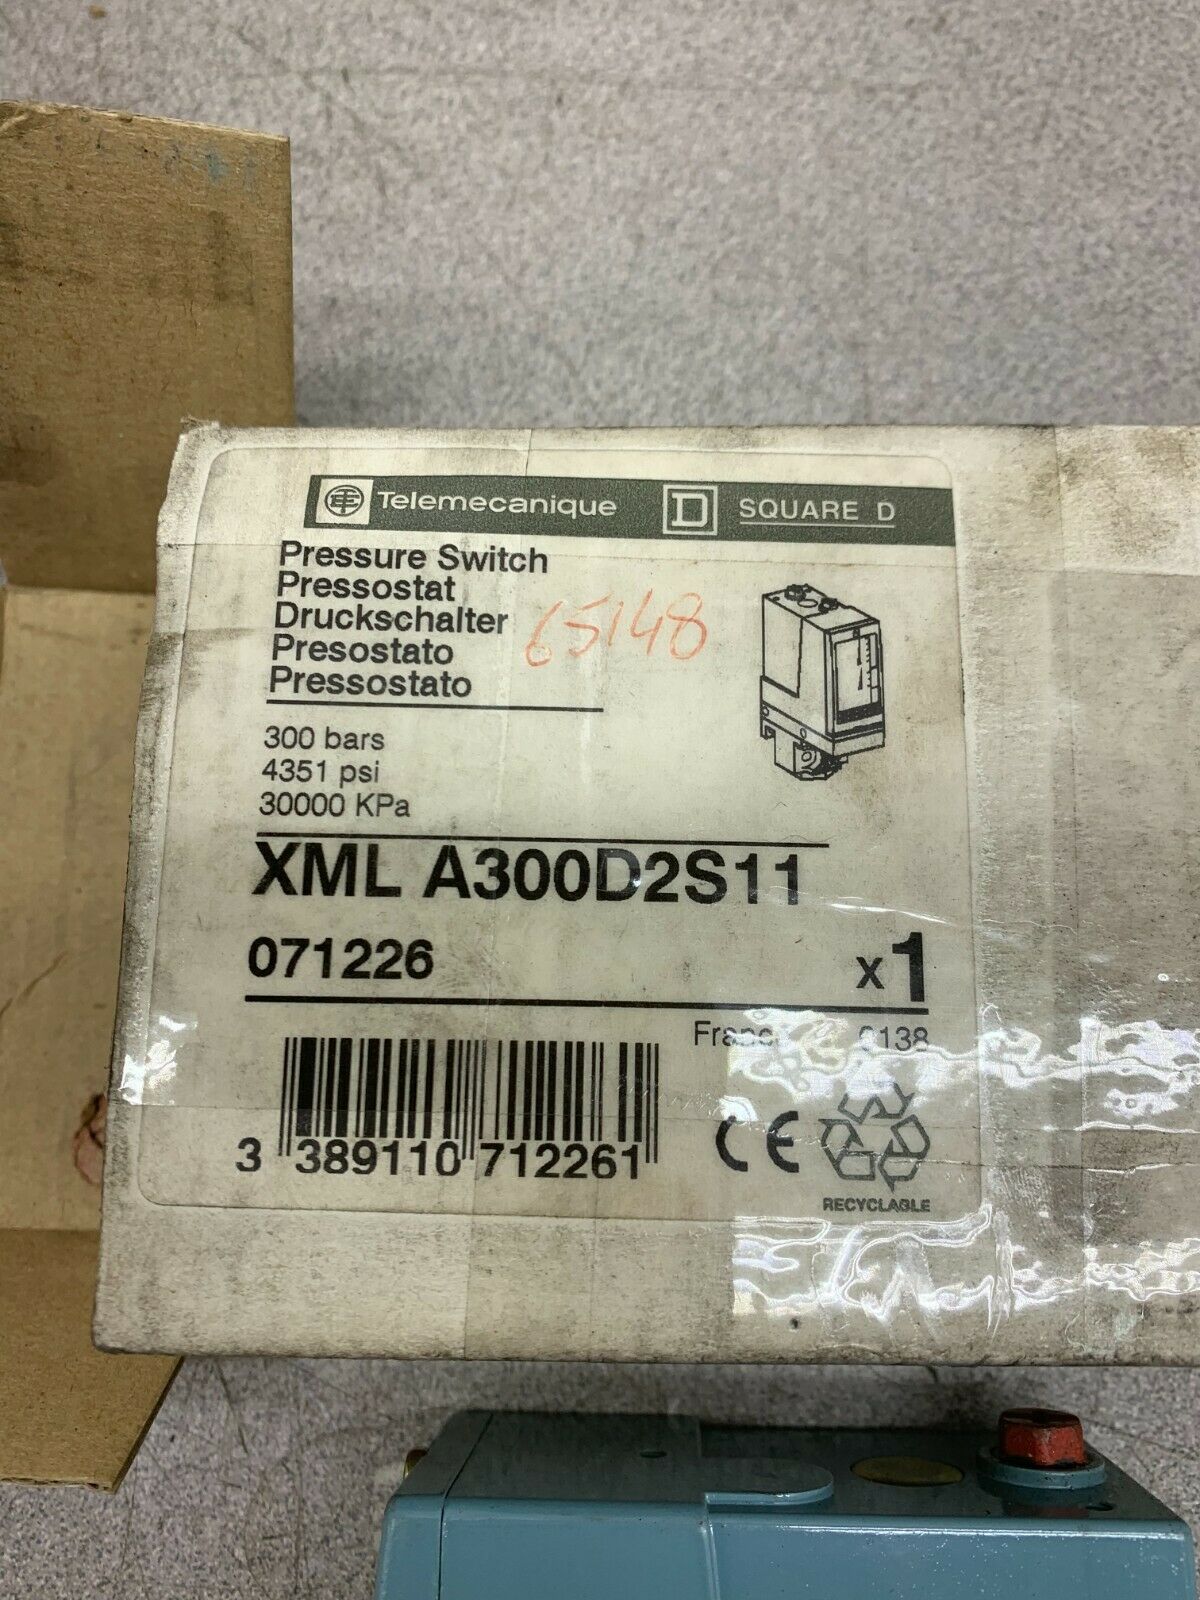 Telemecanique D SQUARE D
Pressure Switch
Pressostat
Druckschalter
Presostato
Pressostato
65148
300 bars
4351 psi
30000 KPa
XML A300D2S11
071226
x 1
3 389110 712261
CE
RECYCLABLE